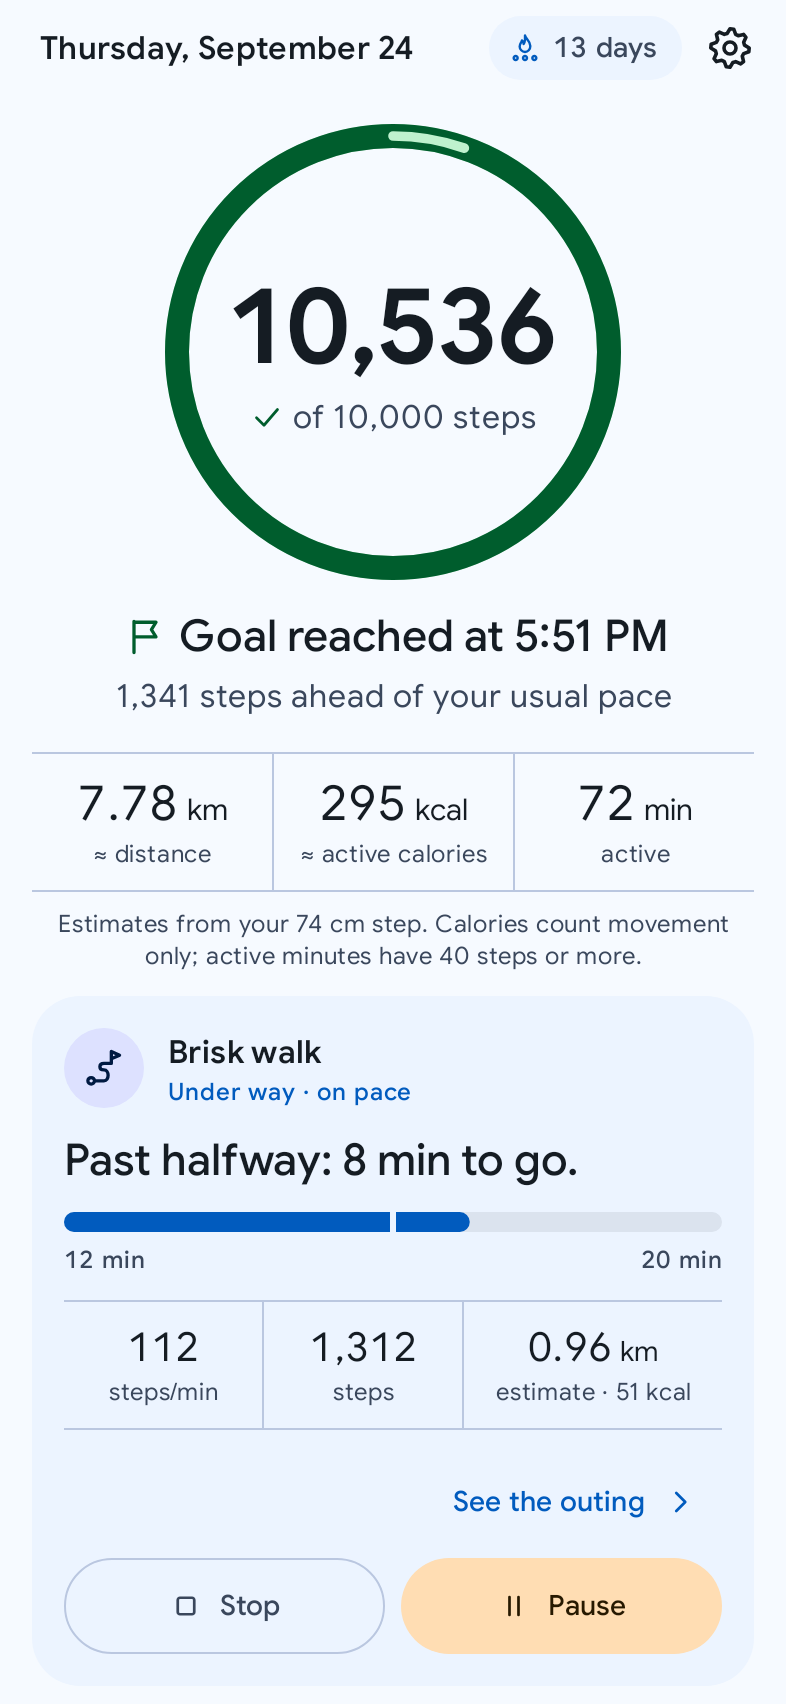 Thursday, September 24
13 days
10,536
of 10,000 steps
Goal reached at 5:51 PM
1,341 steps ahead of your usual pace
7.78 km
≈ distance
295 kcal
≈ active calories
72 min
active
Estimates from your 74 cm step. Calories count movement
only; active minutes have 40 steps or more.
Brisk walk
Under way · on pace
Past halfway: 8 min to go.
12 min
20 min
112
steps/min
1,312
steps
0.96 km
estimate · 51 kcal
See the outing
Stop
Pause